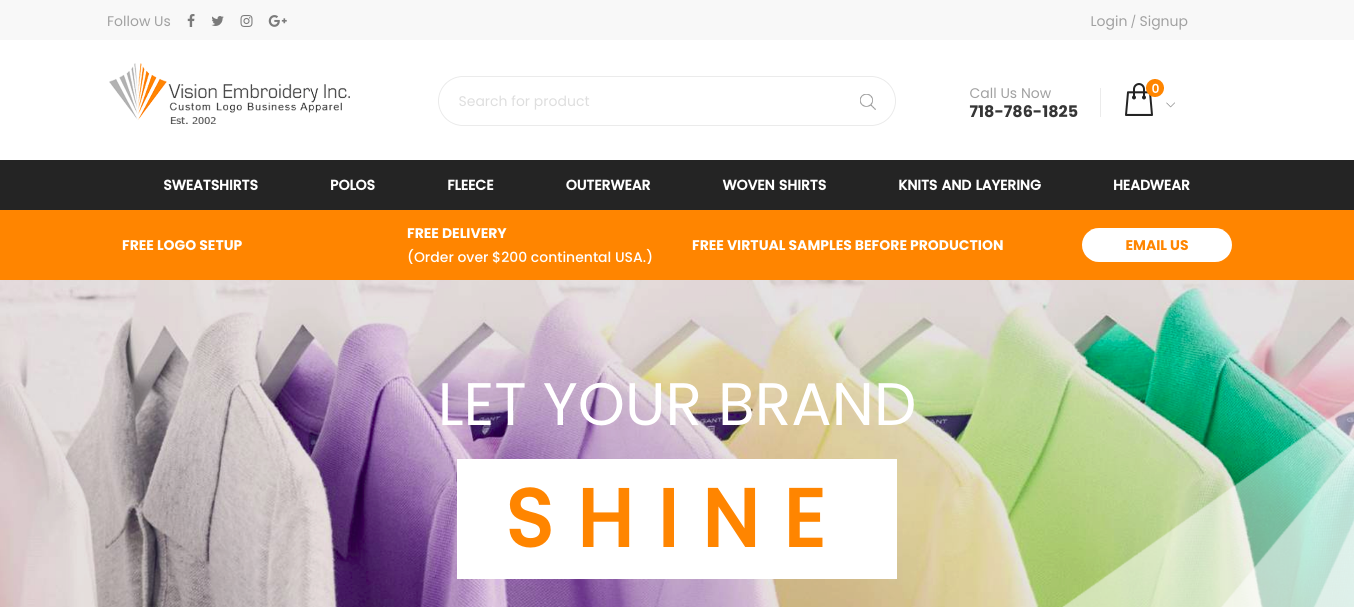 Follow Us
Login / Signup
Vision Embroidery Inc.
Custom Logo Business Apparel
Est. 2002
Search for product
Call Us Now
718-786-1825
0
SWEATSHIRTS POLOS FLEECE OUTERWEAR WOVEN SHIRTS KNITS AND LAYERING HEADWEAR
FREE LOGO SETUP
FREE DELIVERY
(Order over $200 continental USA.)
FREE VIRTUAL SAMPLES BEFORE PRODUCTION
EMAIL US
LET YOUR BRAND
SHINE